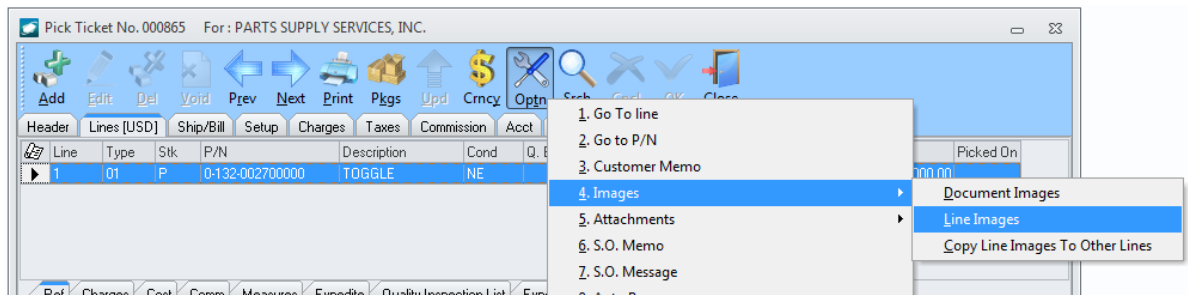 Pick Ticket No. 000865 For : PARTS SUPPLY SERVICES, INC.
Add Edit Del Void Prev Next Print Pkgs Upd Crncy Optn Close
Header Lines [USD] Ship/Bill Setup Charges Taxes Commission Acct
Line Type Stk P/N Description Cond Picked On
1 01 P 0-132-002700000 TOGGLE NE 000.00
1. Go To line
2. Go to P/N
3. Customer Memo
4. Images
5. Attachments
6. S.O. Memo
7. S.O. Message
Document Images
Line Images
Copy Line Images To Other Lines
Ref Charges Cost Comm Measures Expedite Quality Inspection List